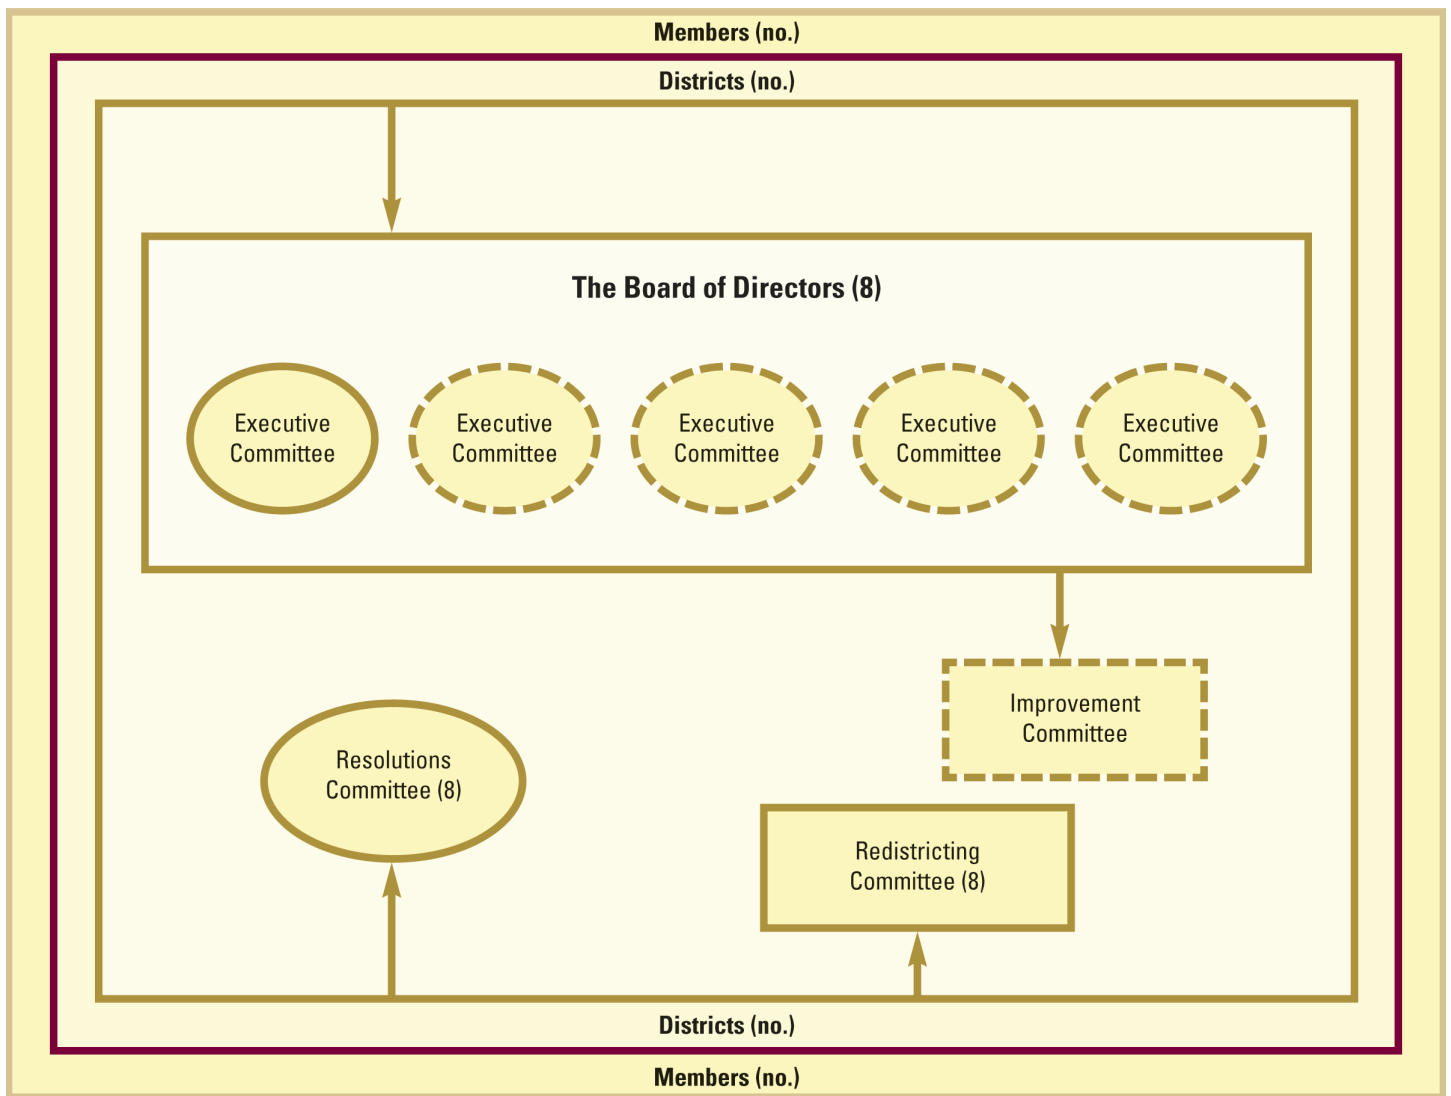 Members (no.)
Districts (no.)
The Board of Directors (8)
Executive
Committee
Executive
Committee
Executive
Committee
Executive
Committee
Executive
Committee
Improvement
Committee
Resolutions
Committee (8)
Redistricting
Committee (8)
Districts (no.)
Members (no.)